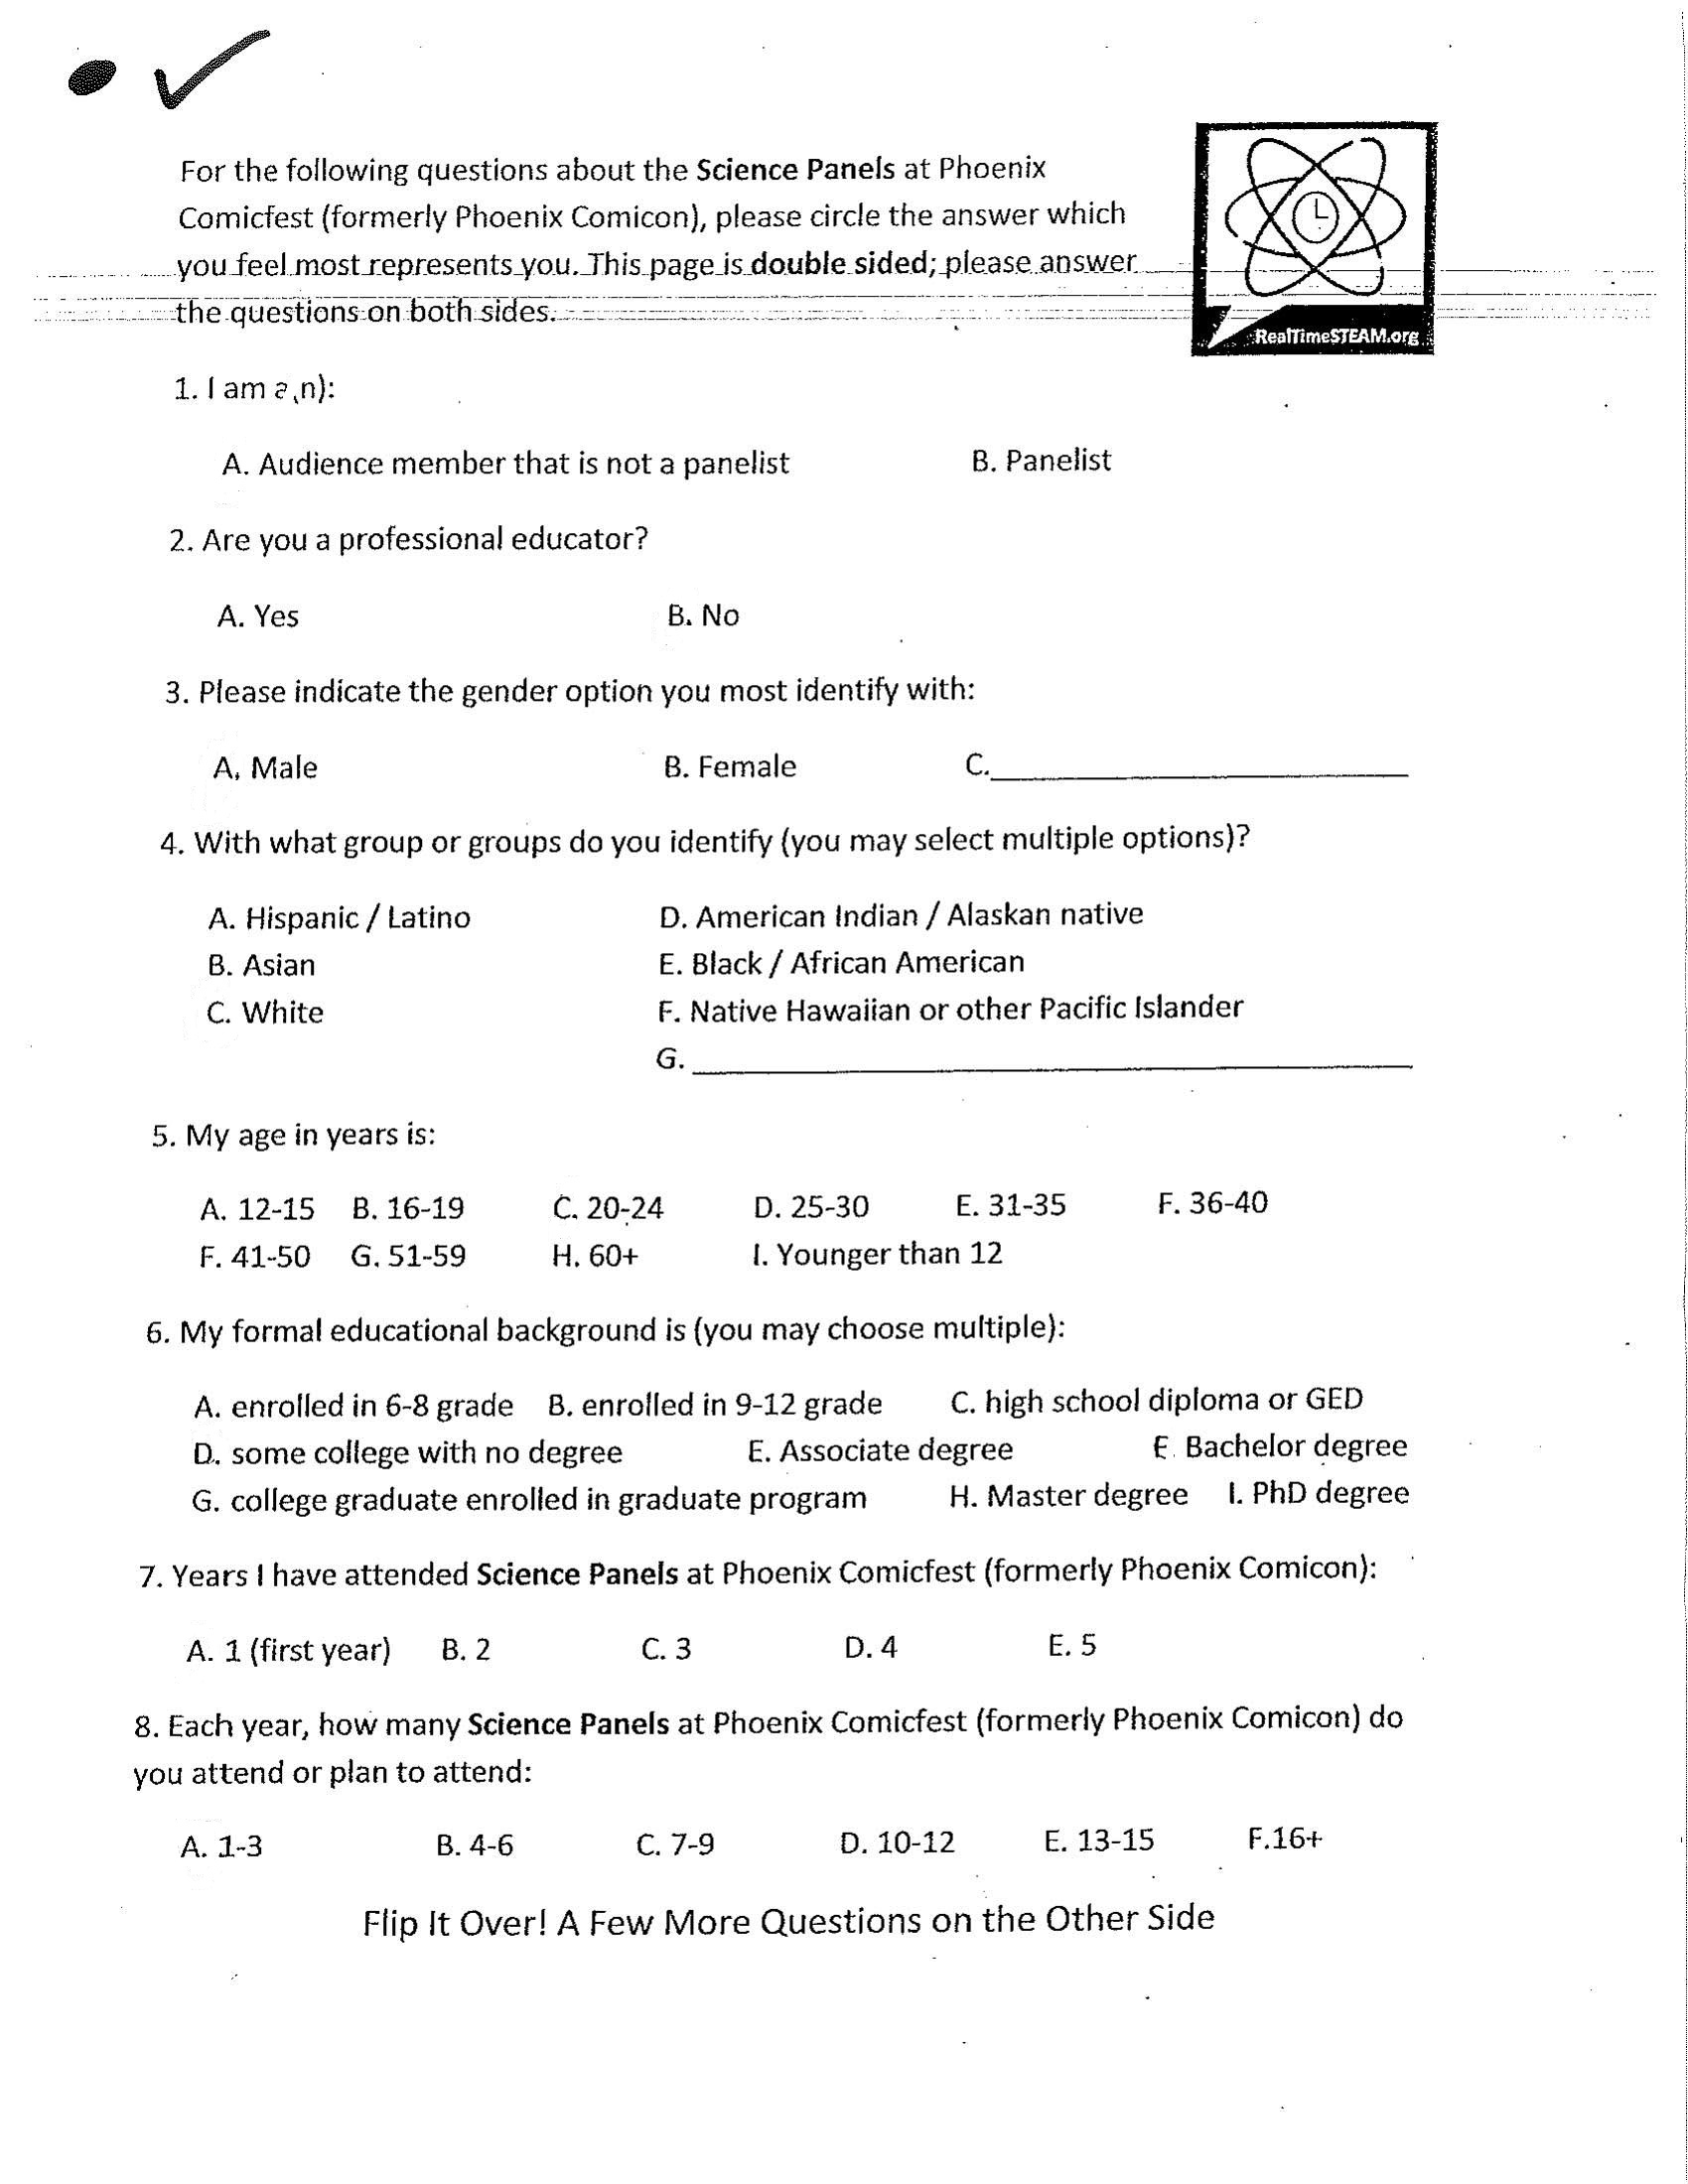 For the following questions about the Science Panels at Phoenix
Comicfest (formerly Phoenix Comicon), please circle the answer which
you feel most represents you. This page is double sided; please answer
the questions on both sides.
RealTimeSTEAM.org
1. I am a(n):
A. Audience member that is not a panelist B. Panelist
2. Are you a professional educator?
A. Yes B. No
3. Please indicate the gender option you most identify with:
A. Male B. Female C.
4. With what group or groups do you identify (you may select multiple options)?
A. Hispanic / Latino D. American Indian / Alaskan native
B. Asian E. Black / African American
C. White F. Native Hawaiian or other Pacific Islander
G.
5. My age in years is:
A. 12-15 B. 16-19 C. 20-24 D. 25-30 E. 31-35 F. 36-40
F. 41-50 G. 51-59 H. 60+ I. Younger than 12
6. My formal educational background is (you may choose multiple):
A. enrolled in 6-8 grade B. enrolled in 9-12 grade C. high school diploma or GED
D. some college with no degree E. Associate degree F. Bachelor degree
G. college graduate enrolled in graduate program H. Master degree I. PhD degree
7. Years I have attended Science Panels at Phoenix Comicfest (formerly Phoenix Comicon):
A. 1 (first year) B. 2 C. 3 D. 4 E. 5
8. Each year, how many Science Panels at Phoenix Comicfest (formerly Phoenix Comicon) do
you attend or plan to attend:
A. 1-3 B. 4-6 C. 7-9 D. 10-12 E. 13-15 F.16+
Flip It Over! A Few More Questions on the Other Side